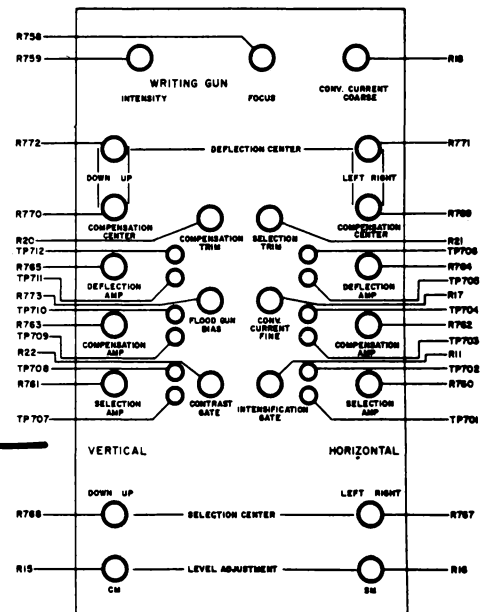 R758
R759
R18
WRITING GUN
INTENSITY
FOCUS
CONV. CURRENT
COARSE
R772
DEFLECTION CENTER
R771
DOWN UP
LEFT RIGHT
R770
R769
COMPENSATION
CENTER
COMPENSATION
TRIM
SELECTION
TRIM
COMPENSATION
CENTER
R20
R21
TP712
TP706
R765
R764
DEFLECTION
AMP
DEFLECTION
AMP
TP711
TP705
R773
R17
TP710
TP704
FLOOD GUN
BIAS
CONV.
CURRENT
FINE
R763
R762
COMPENSATION
AMP
COMPENSATION
AMP
TP709
TP703
R22
R11
TP708
TP702
R761
R760
SELECTION
AMP
CONTRAST
GATE
INTENSIFICATION
GATE
SELECTION
AMP
TP707
TP701
VERTICAL
HORIZONTAL
DOWN UP
LEFT RIGHT
R768
SELECTION CENTER
R767
R15
LEVEL ADJUSTMENT
R16
CM
SM